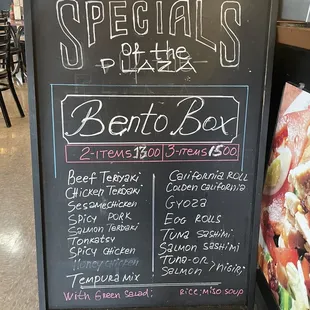 SPECIALS
of the
PLAZA
Bento Box
2-ITEMS 13.00 3-ITEMS 15.00
BEEF TERIYAKI
CHICKEN TERIYAKI
SESAME CHICKEN
SPICY PORK
SALMON TERIYAKI
TONKATSU
SPICY CHICKEN
TEMPURA MIX
CALIFORNIA ROLL
GOLDEN CALIFORNIA
GYOZA
EGG ROLLS
TUNA SASHIMI
SALMON SASHIMI
TUNA-OR
SALMON > NIGIRI
WITH GREEN SALAD; RICE; MISO SOUP